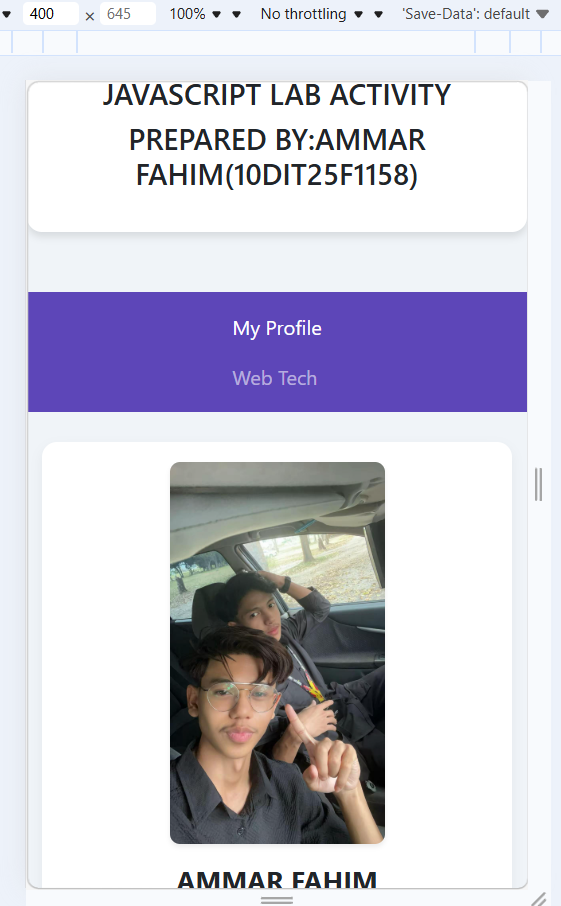 400 × 645 100% No throttling 'Save-Data': default
JAVASCRIPT LAB ACTIVITY
PREPARED BY:AMMAR
FAHIM(10DIT25F1158)
My Profile
Web Tech
AMMAR FAHIM